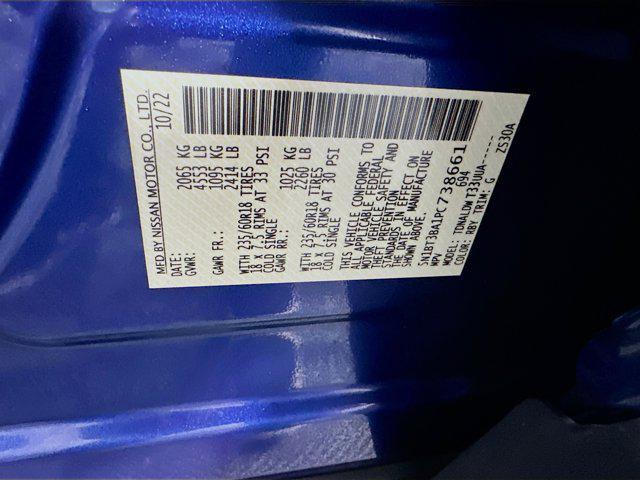 MFD BY NISSAN MOTOR CO., LTD.
DATE: 10/22
GVWR: 2065 KG
4553 LB
GAWR FR.: 1095 KG
2414 LB
WITH 235/60R18 TIRES
18 X 7.5 RIMS AT 33 PSI
COLD SINGLE
GAWR RR.: 1025 KG
2260 LB
WITH 235/60R18 TIRES
18 X 7.5 RIMS AT 30 PSI
COLD SINGLE
THIS VEHICLE CONFORMS TO
ALL APPLICABLE FEDERAL
MOTOR VEHICLE SAFETY AND
THEFT PREVENTION
STANDARDS IN EFFECT ON
THE DATE OF MANUFACTURE
SHOWN ABOVE.
5N1BT3BA1PC738661
MPV 694
MODEL: TDNALDW T33UUA------
COLOR: RBY TRIM: G ZS30A